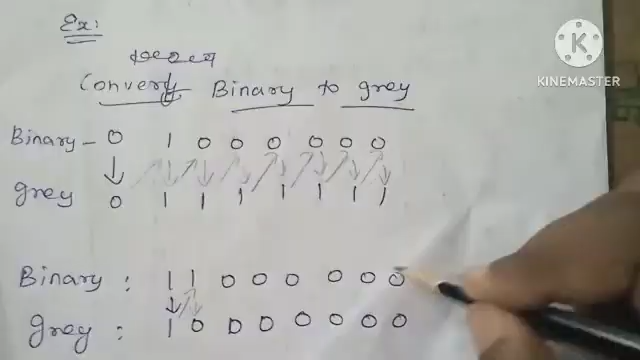 Ex:
Convert Binary to grey
Binary - 0 1 0 0 0 0 0 0
grey 0 1 1 1 1 1 1 1
Binary : 1 1 0 0 0 0 0 0
grey : 1 0 0 0 0 0 0 0
KINEMASTER